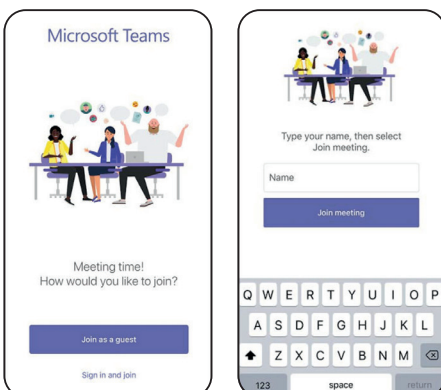 Microsoft Teams
Meeting time!
How would you like to join?
Join as a guest
Sign in and join
Type your name, then select
Join meeting.
Name
Join meeting
Q W E R T Y U I O P
A S D F G H J K L
Z X C V B N M
123 space return